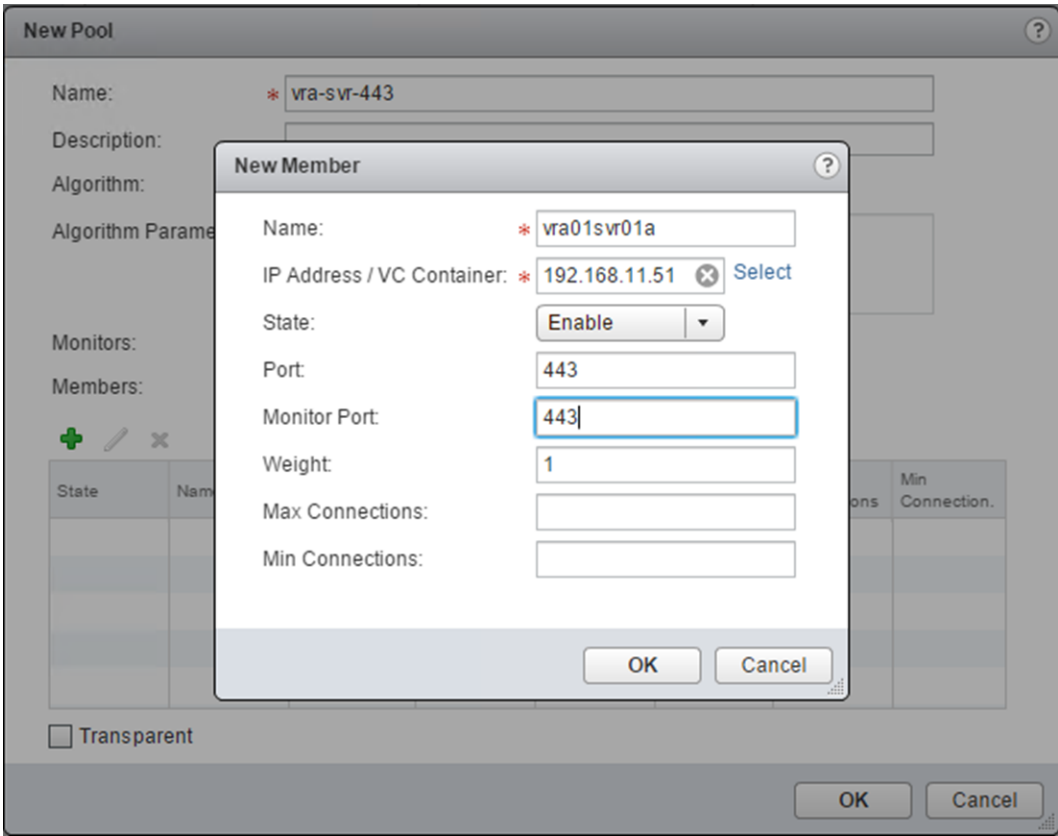 New Pool ?
Name: * vra-svr-443
Description:
Algorithm:
Algorithm Parame
New Member ?
Name: * vra01svr01a
IP Address / VC Container: * 192.168.11.51 Select
State: Enable
Port: 443
Monitor Port: 443
Weight: 1
Max Connections:
Min Connections:
OK Cancel
Monitors:
Members:
State Nam ons Min
Connection.
Transparent
OK Cancel